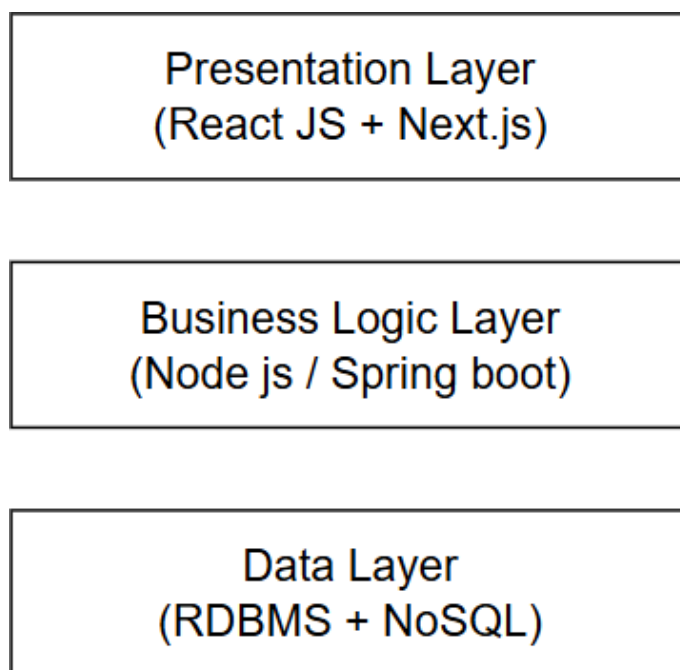 Presentation Layer
(React JS + Next.js)
Business Logic Layer
(Node js / Spring boot)
Data Layer
(RDBMS + NoSQL)